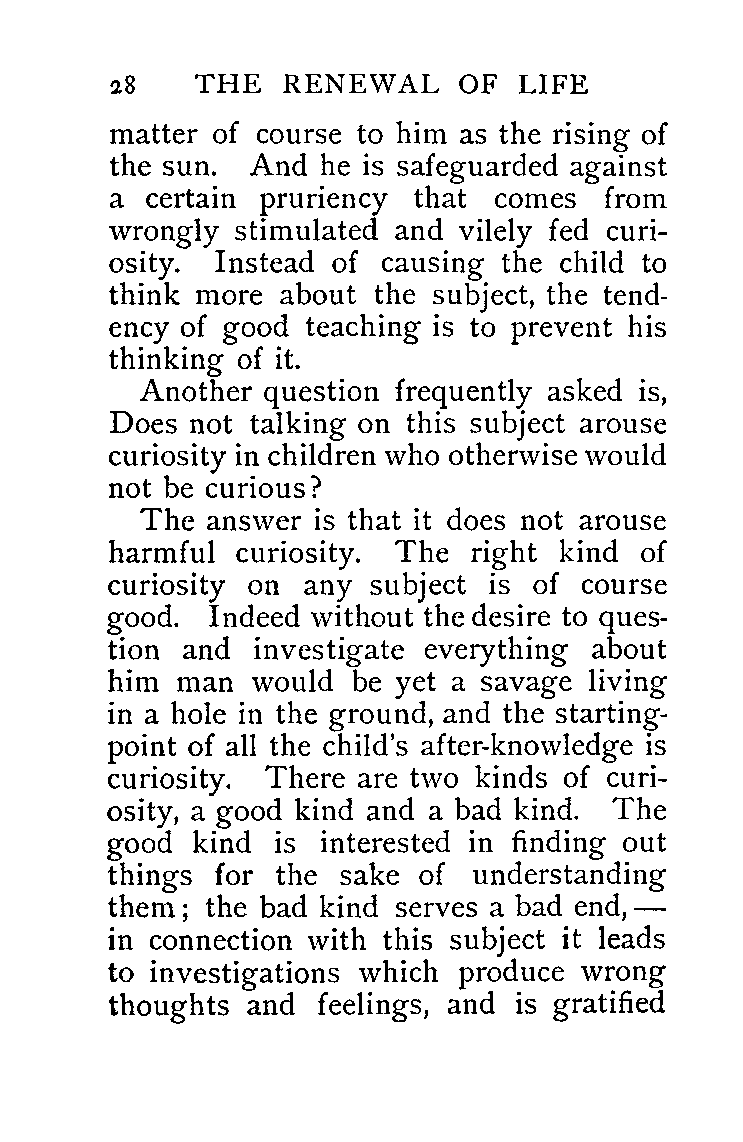 28 THE RENEWAL OF LIFE
matter of course to him as the rising of
the sun. And he is safeguarded against
a certain pruriency that comes from
wrongly stimulated and vilely fed curi-
osity. Instead of causing the child to
think more about the subject, the tend-
ency of good teaching is to prevent his
thinking of it.
Another question frequently asked is,
Does not talking on this subject arouse
curiosity in children who otherwise would
not be curious?
The answer is that it does not arouse
harmful curiosity. The right kind of
curiosity on any subject is of course
good. Indeed without the desire to ques-
tion and investigate everything about
him man would be yet a savage living
in a hole in the ground, and the starting-
point of all the child's after-knowledge is
curiosity. There are two kinds of curi-
osity, a good kind and a bad kind. The
good kind is interested in finding out
things for the sake of understanding
them; the bad kind serves a bad end,—
in connection with this subject it leads
to investigations which produce wrong
thoughts and feelings, and is gratified